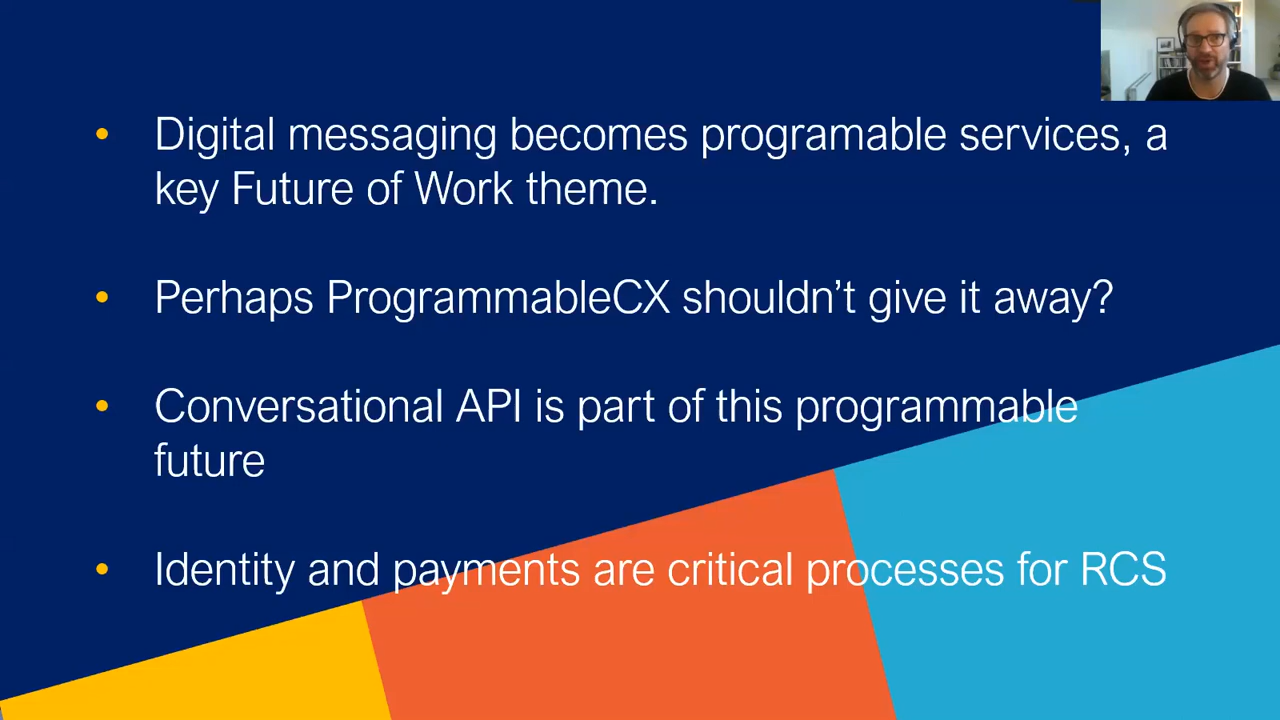 • Digital messaging becomes programable services, a
key Future of Work theme.
• Perhaps ProgrammableCX shouldn’t give it away?
• Conversational API is part of this programmable
future
• Identity and payments are critical processes for RCS